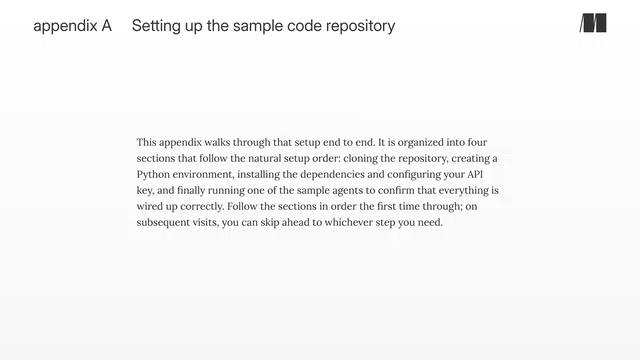 appendix A Setting up the sample code repository
This appendix walks through that setup end to end. It is organized into four
sections that follow the natural setup order: cloning the repository, creating a
Python environment, installing the dependencies and configuring your API
key, and finally running one of the sample agents to confirm that everything is
wired up correctly. Follow the sections in order the first time through; on
subsequent visits, you can skip ahead to whichever step you need.